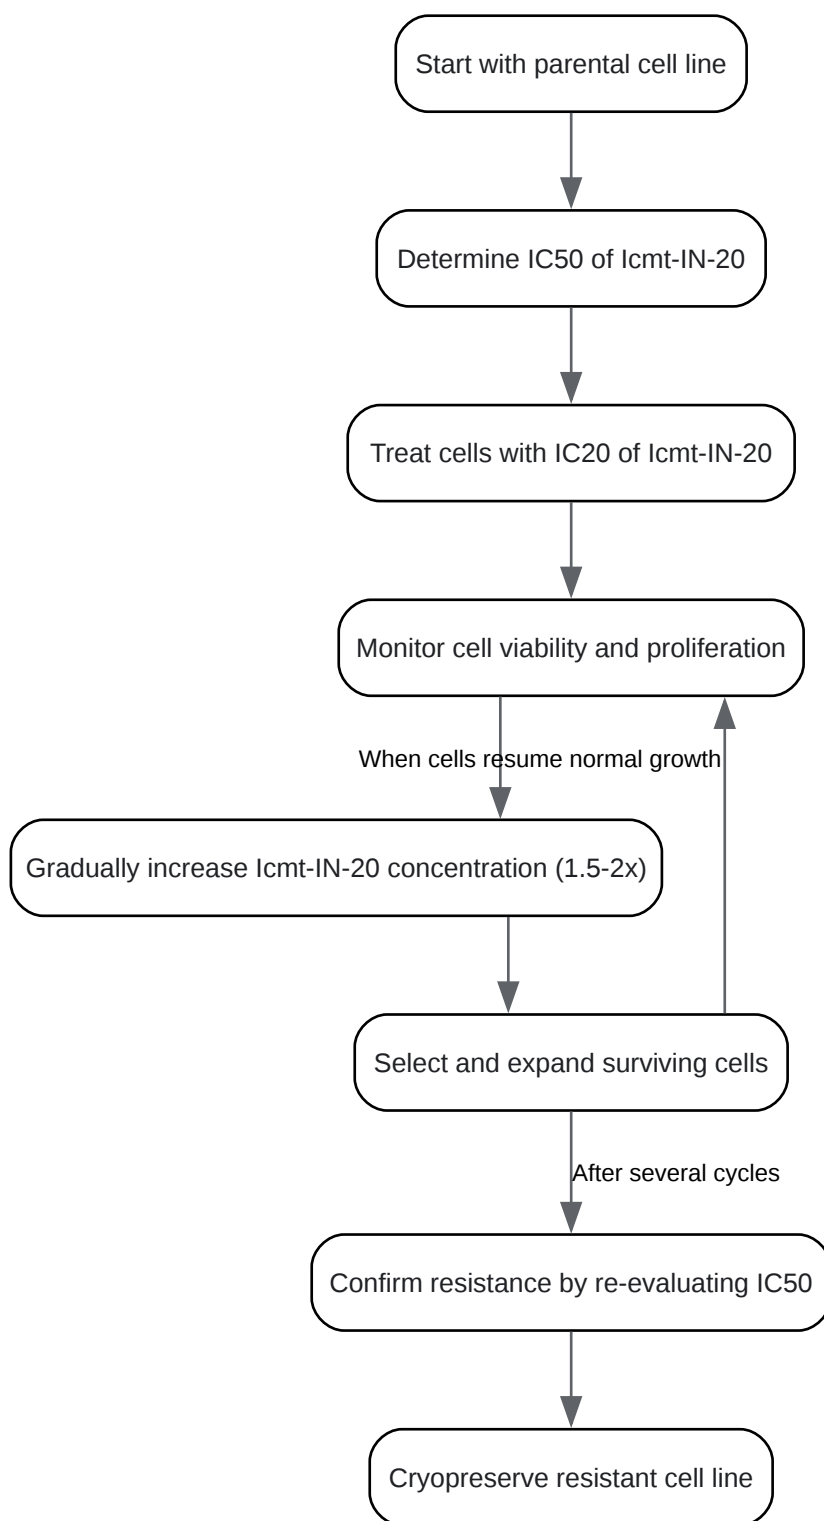 Start with parental cell line
Determine IC50 of Icmt-IN-20
Treat cells with IC20 of Icmt-IN-20
Monitor cell viability and proliferation
When cells resume normal growth
Gradually increase Icmt-IN-20 concentration (1.5-2x)
Select and expand surviving cells
After several cycles
Confirm resistance by re-evaluating IC50
Cryopreserve resistant cell line